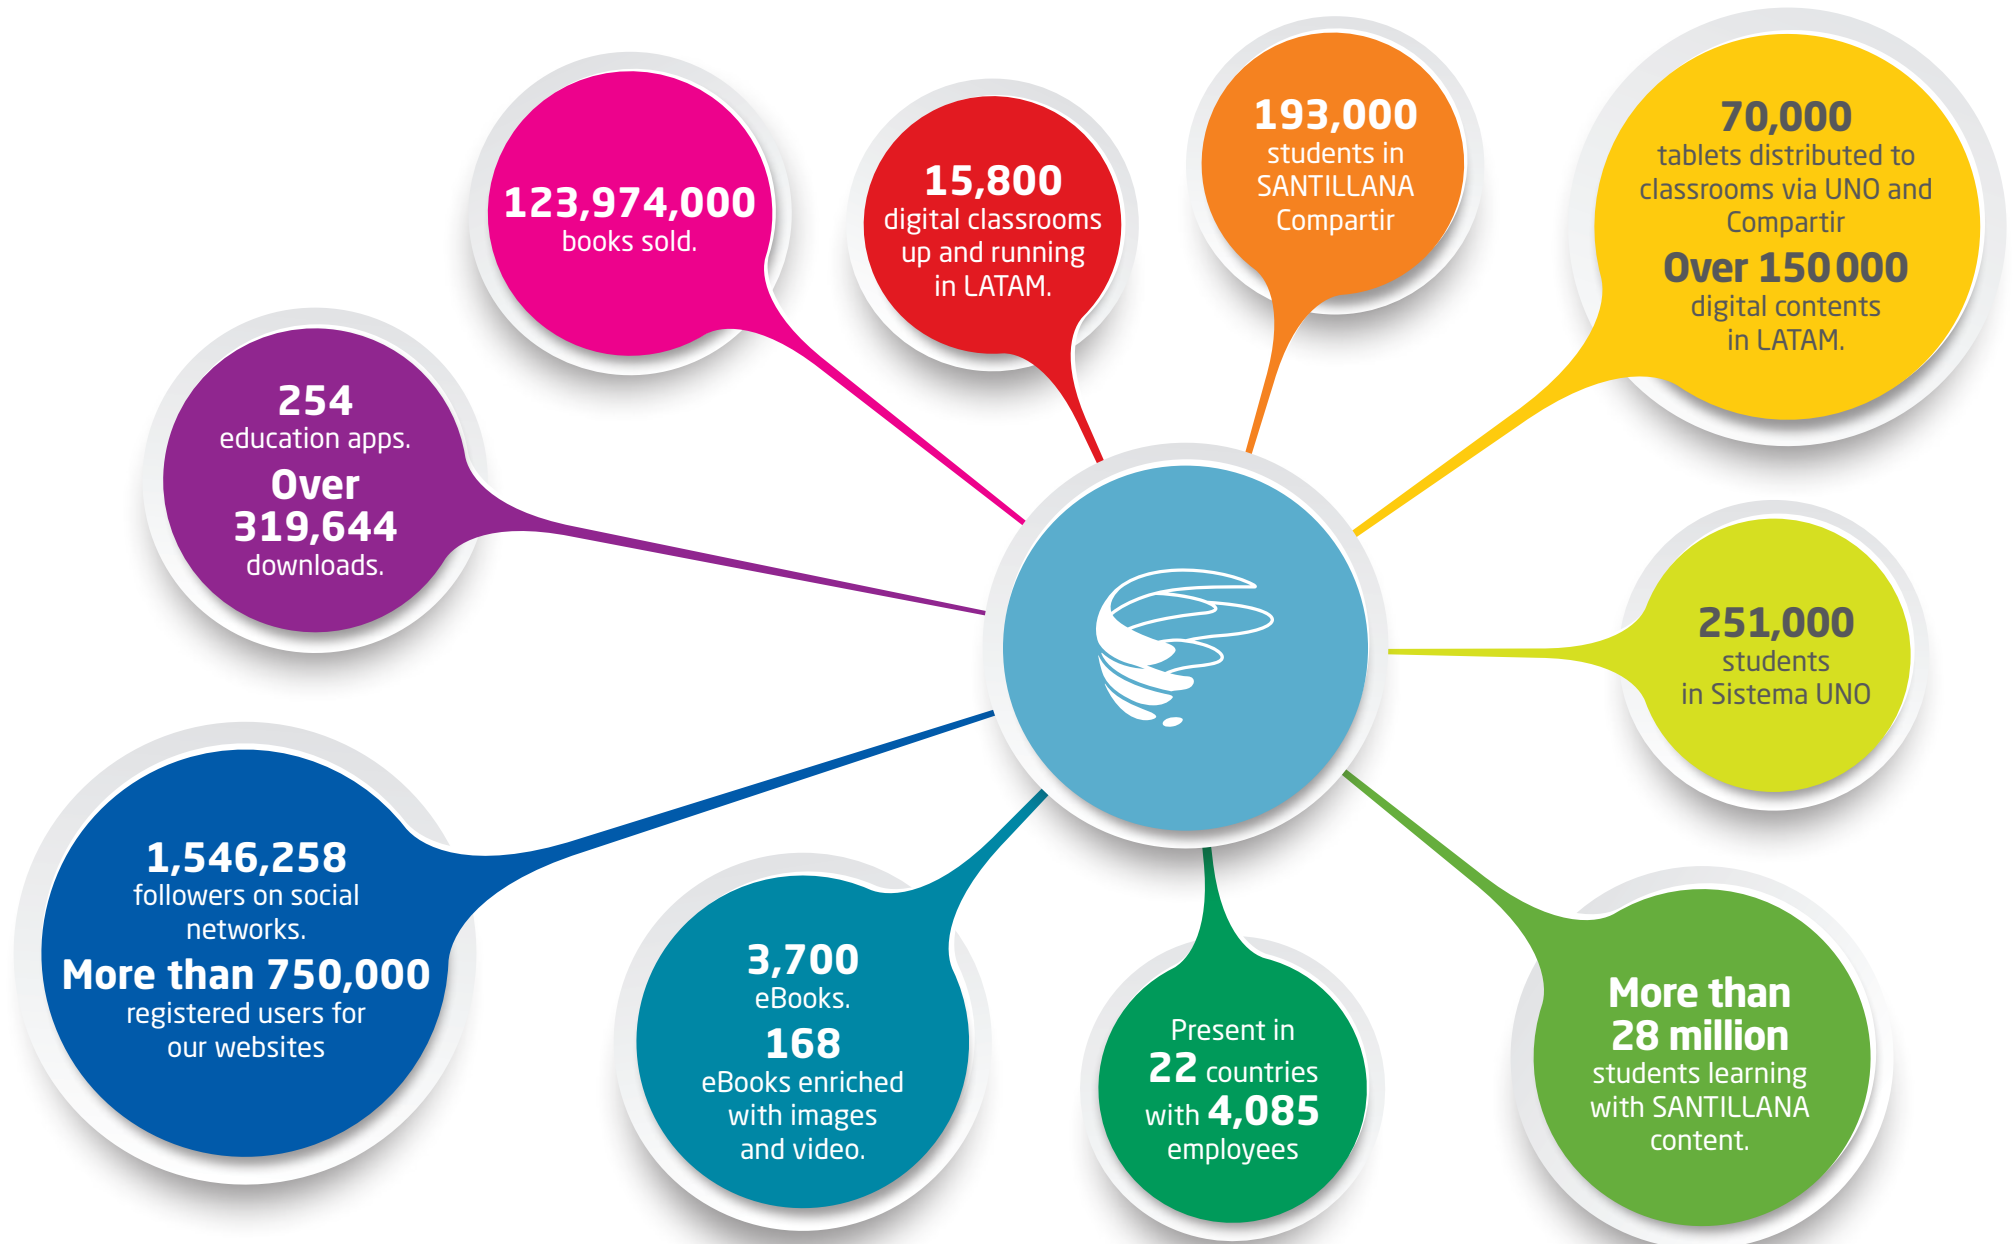 123,974,000
books sold.
15,800
digital classrooms
up and running
in LATAM.
193,000
students in
SANTILLANA
Compartir
70,000
tablets distributed to
classrooms via UNO and
Compartir
Over 150 000
digital contents
in LATAM.
254
education apps.
Over
319,644
downloads.
251,000
students
in Sistema UNO
1,546,258
followers on social
networks.
More than 750,000
registered users for
our websites
3,700
eBooks.
168
eBooks enriched
with images
and video.
Present in
22 countries
with 4,085
employees
More than
28 million
students learning
with SANTILLANA
content.